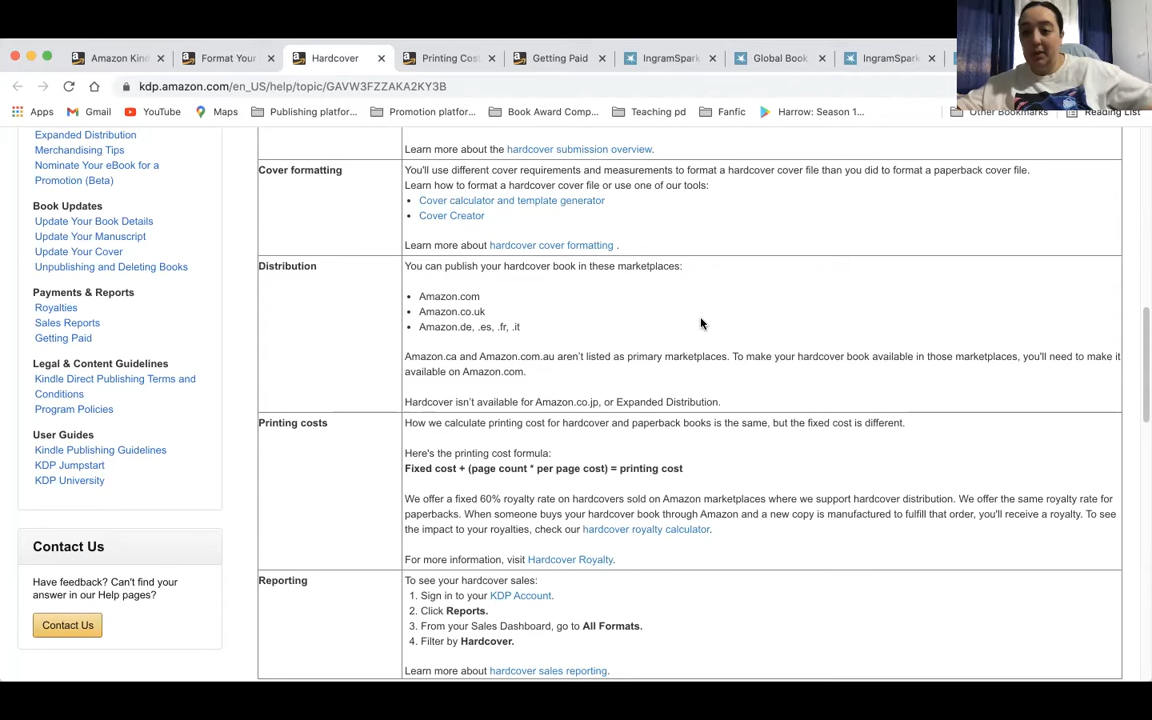 Amazon Kin
Format Your
Hardcover
Printing Cos
Getting Paid
IngramSpark
Global Book
IngramSpark
kdp.amazon.com/en_US/help/topic/GAVW3FZZAKA2KY3B
Apps
Gmail
YouTube
Maps
Publishing platfor...
Promotion platfor...
Book Award Comp...
Teaching pd
Fanfic
Harrow: Season 1...
Other Bookmarks
Reading List
Expanded Distribution
Merchandising Tips
Nominate Your eBook for a
Promotion (Beta)
Book Updates
Update Your Book Details
Update Your Manuscript
Update Your Cover
Unpublishing and Deleting Books
Payments & Reports
Royalties
Sales Reports
Getting Paid
Legal & Content Guidelines
Kindle Direct Publishing Terms and
Conditions
Program Policies
User Guides
Kindle Publishing Guidelines
KDP Jumpstart
KDP University
Contact Us
Have feedback? Can't find your
answer in our Help pages?
Contact Us
Learn more about the hardcover submission overview.
Cover formatting
You'll use different cover requirements and measurements to format a hardcover cover file than you did to format a paperback cover file.
Learn how to format a hardcover cover file or use one of our tools:
• Cover calculator and template generator
• Cover Creator
Learn more about hardcover cover formatting .
Distribution
You can publish your hardcover book in these marketplaces:
• Amazon.com
• Amazon.co.uk
• Amazon.de, .es, .fr, .it
Amazon.ca and Amazon.com.au aren't listed as primary marketplaces. To make your hardcover book available in those marketplaces, you'll need to make it
available on Amazon.com.
Hardcover isn't available for Amazon.co.jp, or Expanded Distribution.
Printing costs
How we calculate printing cost for hardcover and paperback books is the same, but the fixed cost is different.
Here's the printing cost formula:
Fixed cost + (page count * per page cost) = printing cost
We offer a fixed 60% royalty rate on hardcovers sold on Amazon marketplaces where we support hardcover distribution. We offer the same royalty rate for
paperbacks. When someone buys your hardcover book through Amazon and a new copy is manufactured to fulfill that order, you'll receive a royalty. To see
the impact to your royalties, check our hardcover royalty calculator.
For more information, visit Hardcover Royalty.
Reporting
To see your hardcover sales:
1. Sign in to your KDP Account.
2. Click Reports.
3. From your Sales Dashboard, go to All Formats.
4. Filter by Hardcover.
Learn more about hardcover sales reporting.